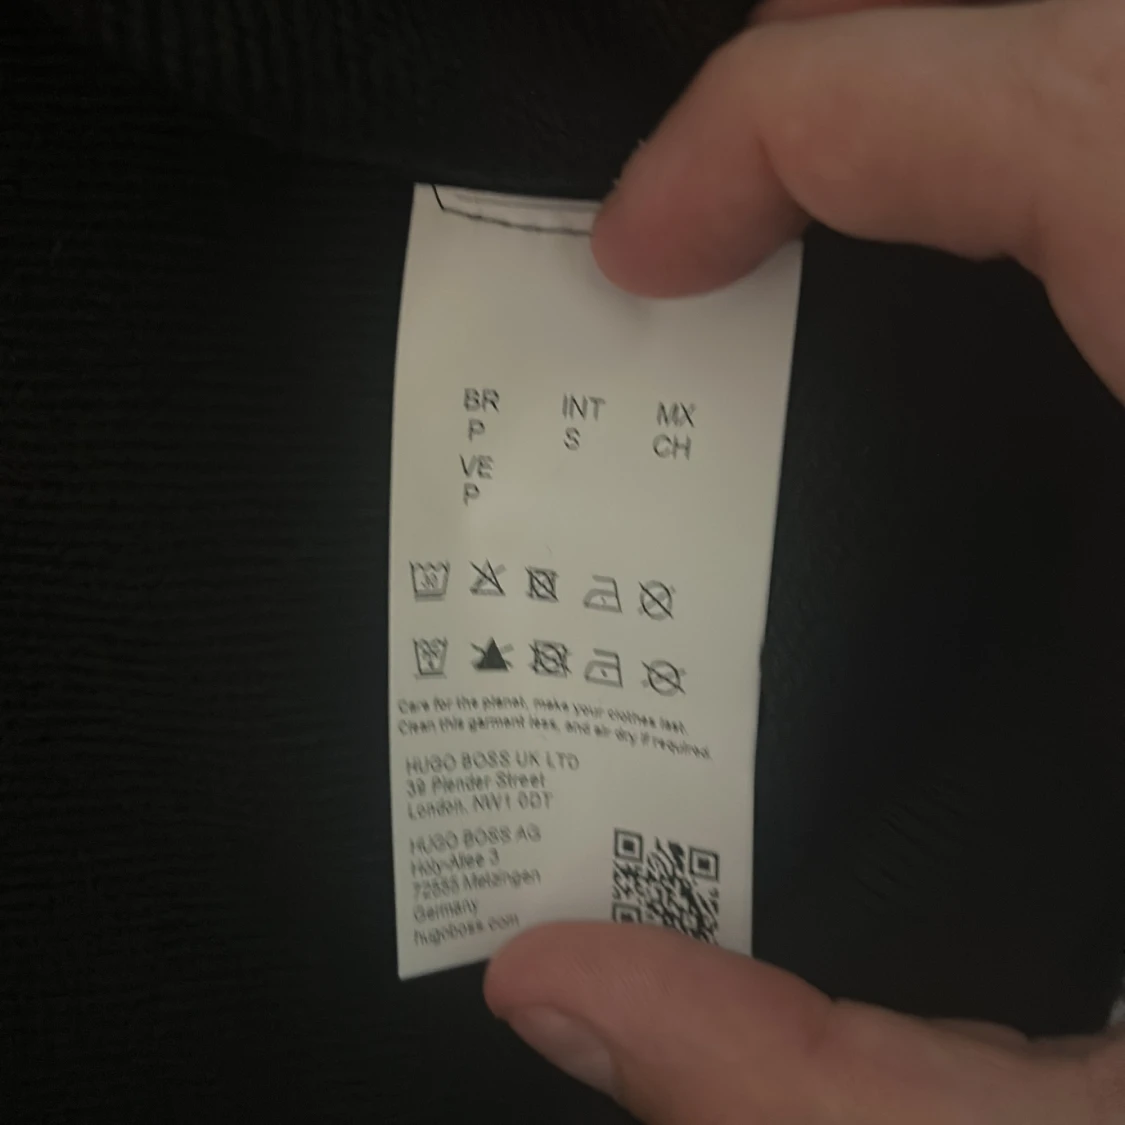 BR INT MX
P S CH
VE
P
30
Care for the planet, make your clothes last.
Clean this garment less, and air dry if required.
HUGO BOSS UK LTD
39 Plender Street
London, NW1 0DT
HUGO BOSS AG
Holy-Allee 3
72555 Metzingen
Germany
hugoboss.com